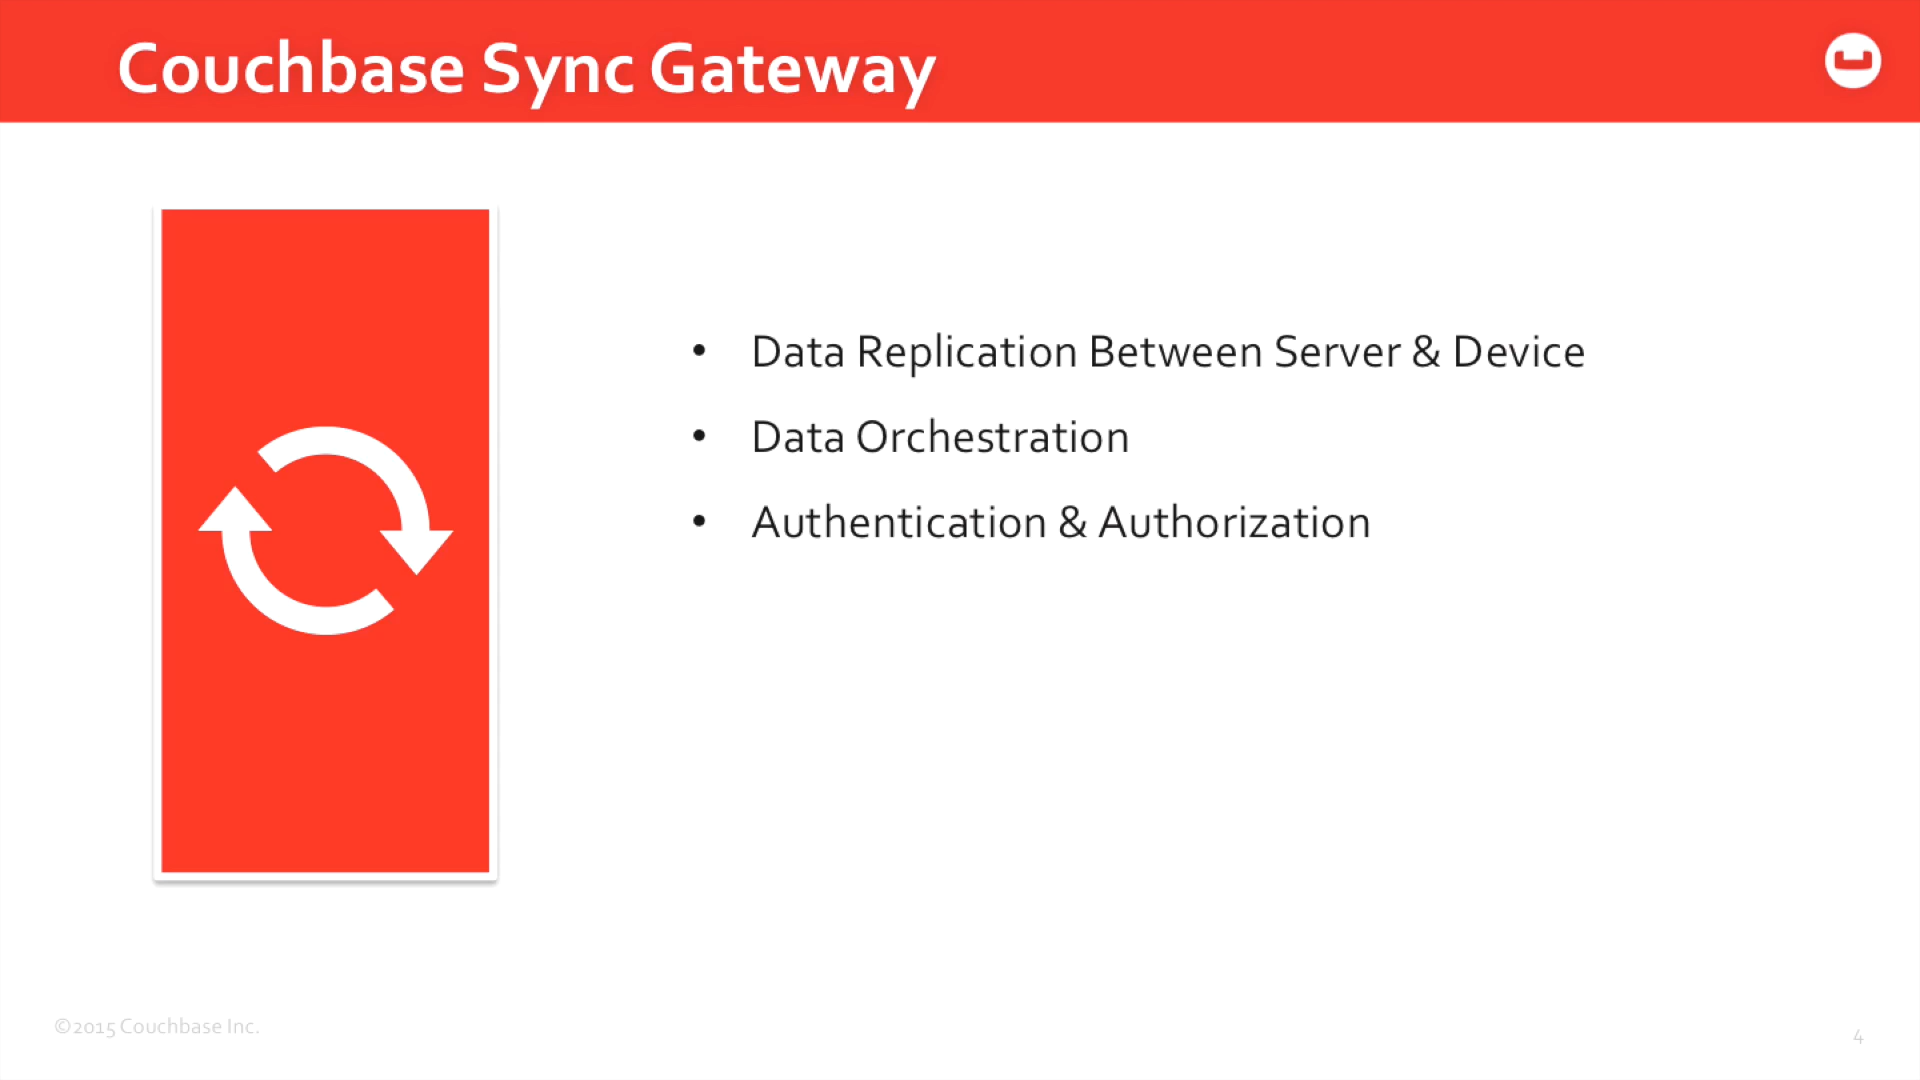 Couchbase Sync Gateway
• Data Replication Between Server & Device
• Data Orchestration
• Authentication & Authorization
©2015 Couchbase Inc.
4